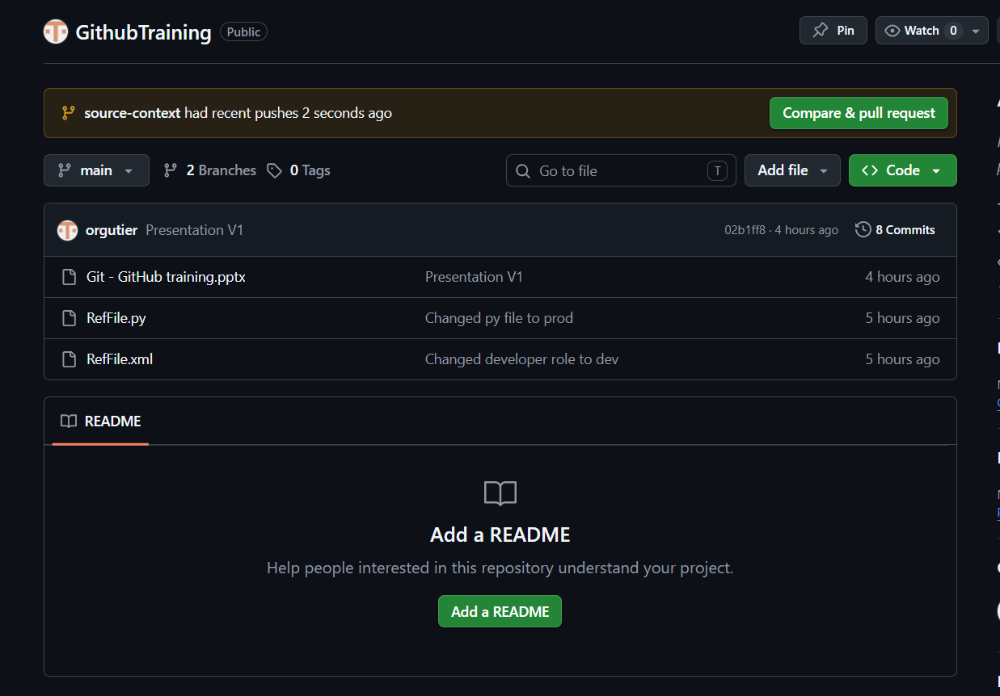 GithubTraining Public Pin Watch 0
source-context had recent pushes 2 seconds ago Compare & pull request
main 2 Branches 0 Tags Go to file T Add file Code
orgutier Presentation V1 02b1ff8 · 4 hours ago 8 Commits
Git - GitHub training.pptx Presentation V1 4 hours ago
RefFile.py Changed py file to prod 5 hours ago
RefFile.xml Changed developer role to dev 5 hours ago
README
Add a README
Help people interested in this repository understand your project.
Add a README